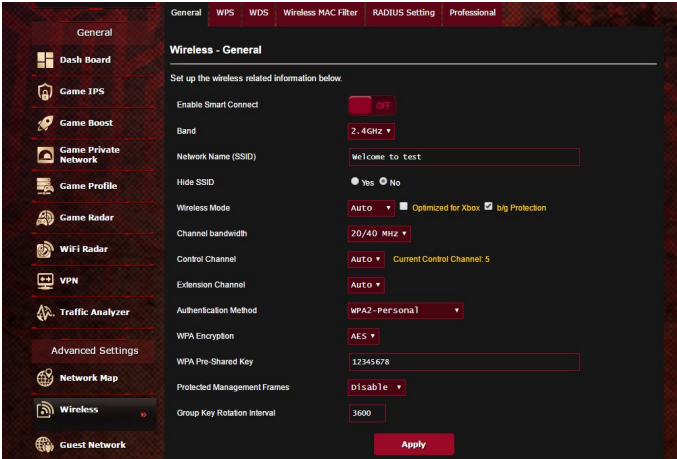 General WPS WDS Wireless MAC Filter RADIUS Setting Professional
General
Dash Board
Game IPS
Game Boost
Game Private
Network
Game Profile
Game Radar
WiFi Radar
VPN
Traffic Analyzer
Advanced Settings
Network Map
Wireless
Guest Network
Wireless - General
Set up the wireless related information below.
Enable Smart Connect OFF
Band 2.4GHz
Network Name (SSID) Welcome to test
Hide SSID Yes No
Wireless Mode Auto Optimized for Xbox b/g Protection
Channel bandwidth 20/40 MHz
Control Channel Auto Current Control Channel: 5
Extension Channel Auto
Authentication Method WPA2-Personal
WPA Encryption AES
WPA Pre-Shared Key 12345678
Protected Management Frames Disable
Group Key Rotation Interval 3600
Apply